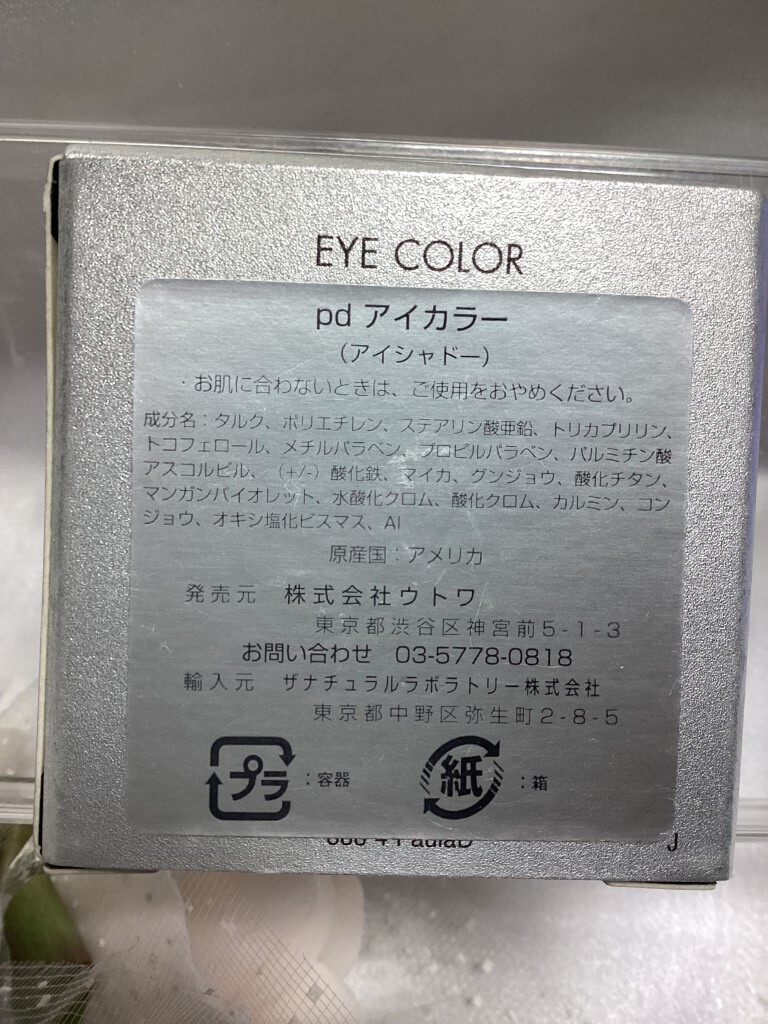 EYE COLOR
pd アイカラー
(アイシャドー)
・お肌に合わないときは、ご使用をおやめください。
成分名：タルク、ポリエチレン、ステアリン酸亜鉛、トリカプリリン、
トコフェロール、メチルパラベン、プロピルパラベン、パルミチン酸
アスコルビル、(+/-) 酸化鉄、マイカ、グンジョウ、酸化チタン、
マンガンバイオレット、水酸化クロム、酸化クロム、カルミン、コン
ジョウ、オキシ塩化ビスマス、Al
原産国：アメリカ
発売元 株式会社ウトワ
東京都渋谷区神宮前5-1-3
お問い合わせ 03-5778-0818
輸入元 ザナチュラルラボラトリー株式会社
東京都中野区弥生町2-8-5
プラ ：容器 紙 ：箱
J